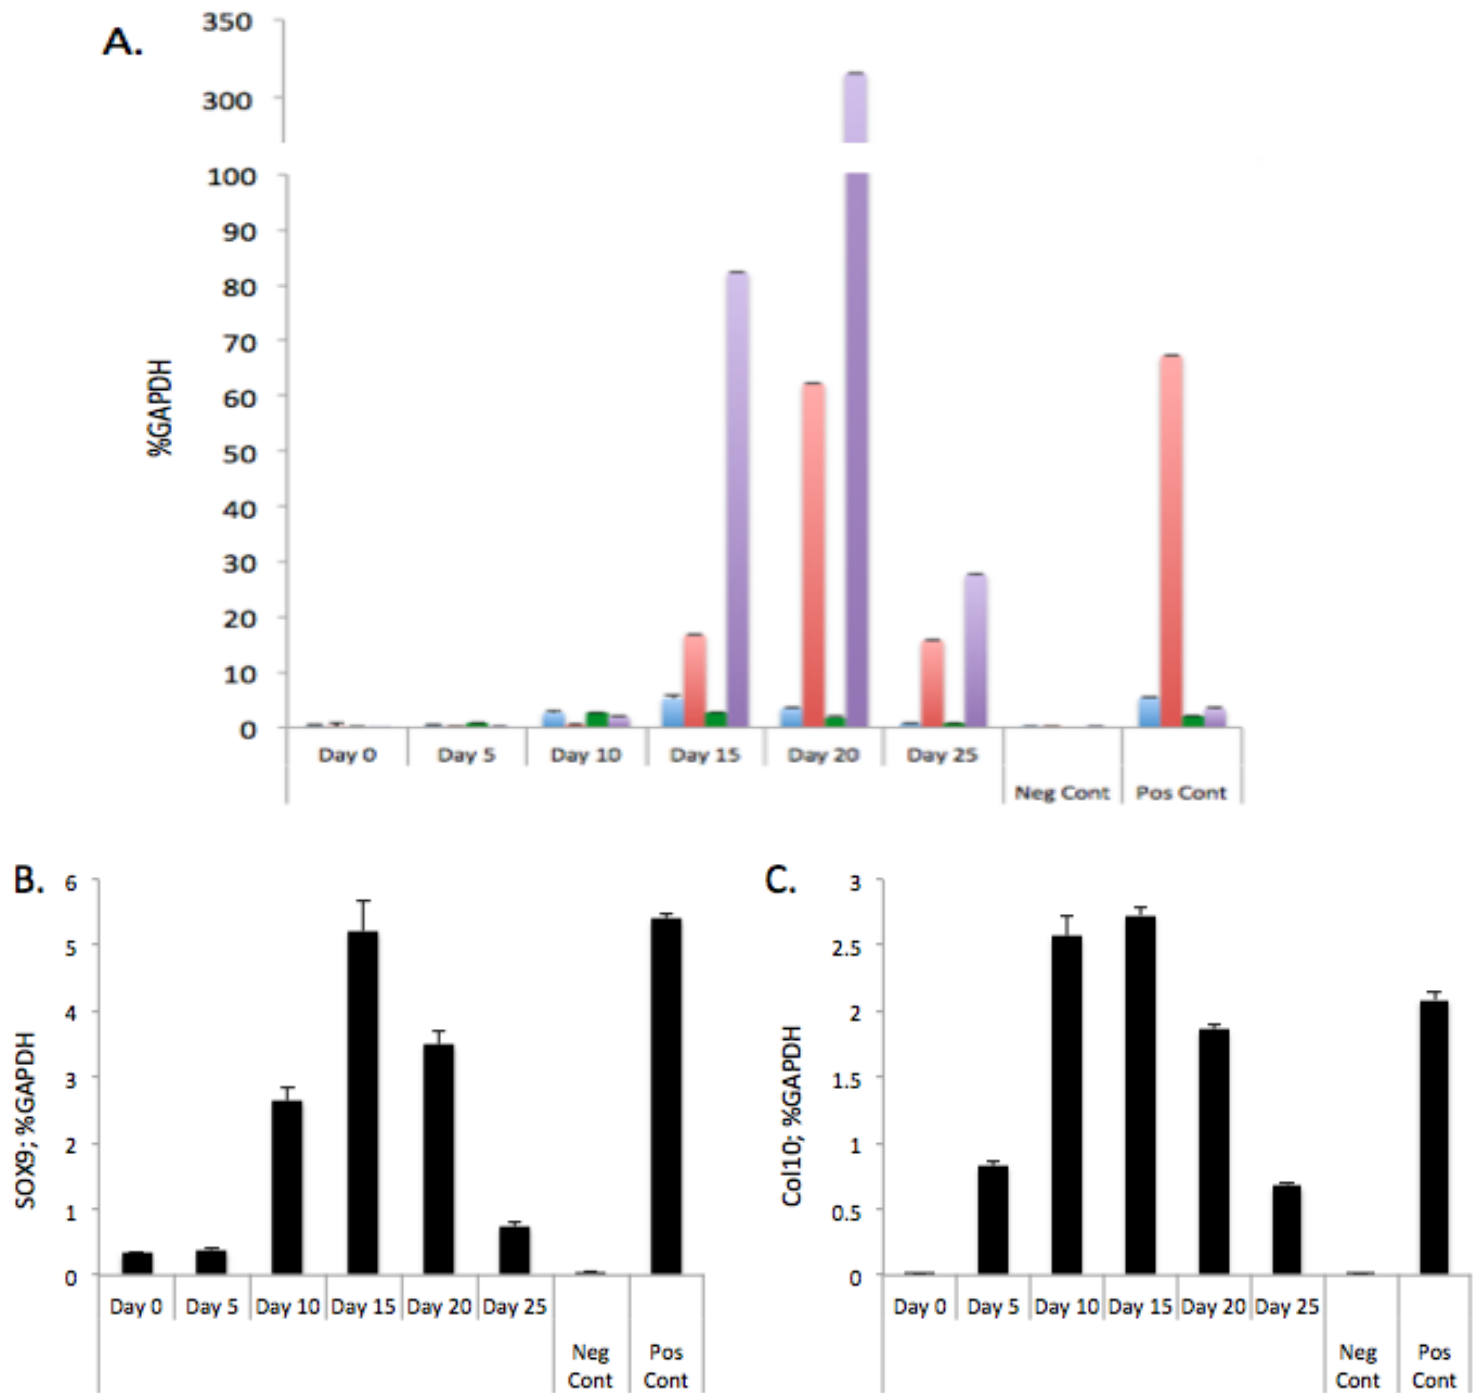 A.
350
300
100
90
80
70
60
50
40
30
20
10
0
%GAPDH
Day 0 Day 5 Day 10 Day 15 Day 20 Day 25
Neg Cont Pos Cont
B.
6
5
4
3
2
1
0
SOX9; %GAPDH
Day 0 Day 5 Day 10 Day 15 Day 20 Day 25
Neg Pos
Cont Cont
C.
3
2.5
2
1.5
1
0.5
0
Col10; %GAPDH
Day 0 Day 5 Day 10 Day 15 Day 20 Day 25
Neg Pos
Cont Cont